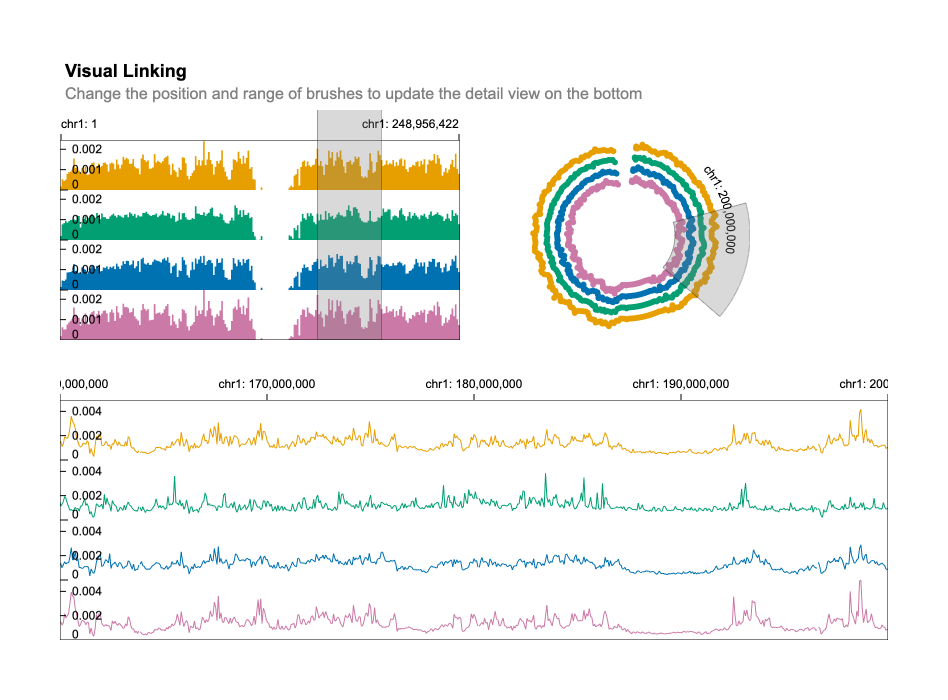 Visual Linking
Change the position and range of brushes to update the detail view on the bottom
chr1: 1
chr1: 248,956,422
0.002
0.001
0
0.002
0.001
0
0.002
0.001
0
0.002
0.001
0
chr1: 200,000,000
0,000,000
chr1: 170,000,000
chr1: 180,000,000
chr1: 190,000,000
chr1: 200
0.004
0.002
0
0.004
0.002
0
0.004
0.002
0
0.004
0.002
0